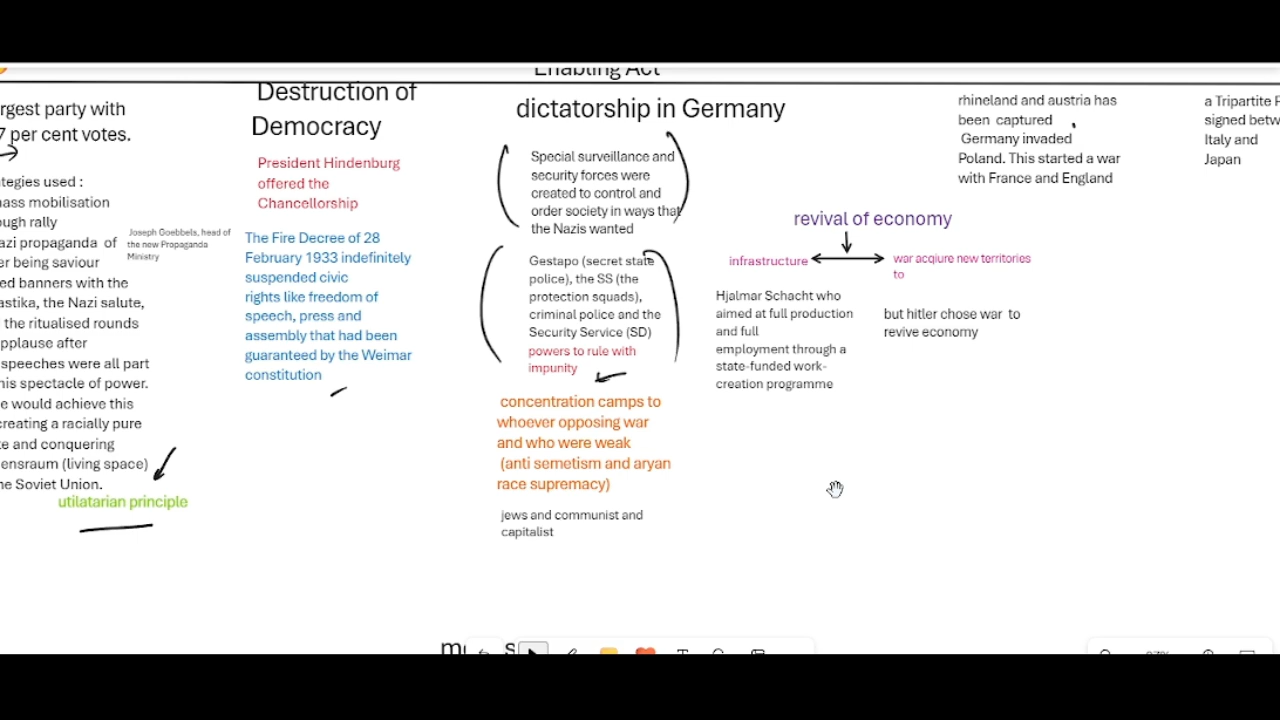 Enabling Act
rgest party with
7 per cent votes.
tegies used :
nass mobilisation
ough rally
azi propaganda of
er being saviour
ed banners with the
astika, the Nazi salute,
the ritualised rounds
pplause after
speeches were all part
his spectacle of power.
e would achieve this
creating a racially pure
te and conquering
ensraum (living space)
he Soviet Union.
utilatarian principle
Joseph Goebbels, head of
the new Propaganda
Ministry
Destruction of
Democracy
President Hindenburg
offered the
Chancellorship
The Fire Decree of 28
February 1933 indefinitely
suspended civic
rights like freedom of
speech, press and
assembly that had been
guaranteed by the Weimar
constitution
dictatorship in Germany
Special surveillance and
security forces were
created to control and
order society in ways that
the Nazis wanted
Gestapo (secret state
police), the SS (the
protection squads),
criminal police and the
Security Service (SD)
powers to rule with
impunity
concentration camps to
whoever opposing war
and who were weak
(anti semetism and aryan
race supremacy)
jews and communist and
capitalist
revival of economy
infrastructure
Hjalmar Schacht who
aimed at full production
and full
employment through a
state-funded work-
creation programme
war acqiure new territories
to
but hitler chose war to
revive economy
rhineland and austria has
been captured
Germany invaded
Poland. This started a war
with France and England
a Tripartite P
signed betw
Italy and
Japan